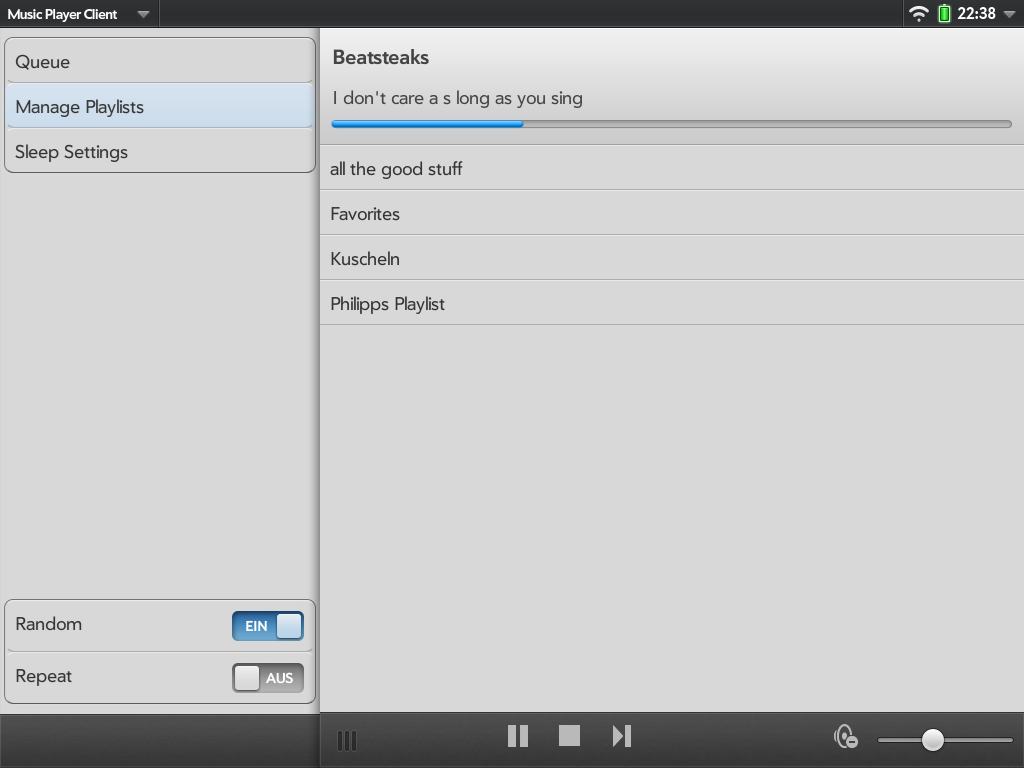 Music Player Client
22:38
Queue
Manage Playlists
Sleep Settings
Beatsteaks
I don't care a s long as you sing
all the good stuff
Favorites
Kuscheln
Philipps Playlist
Random
EIN
Repeat
AUS